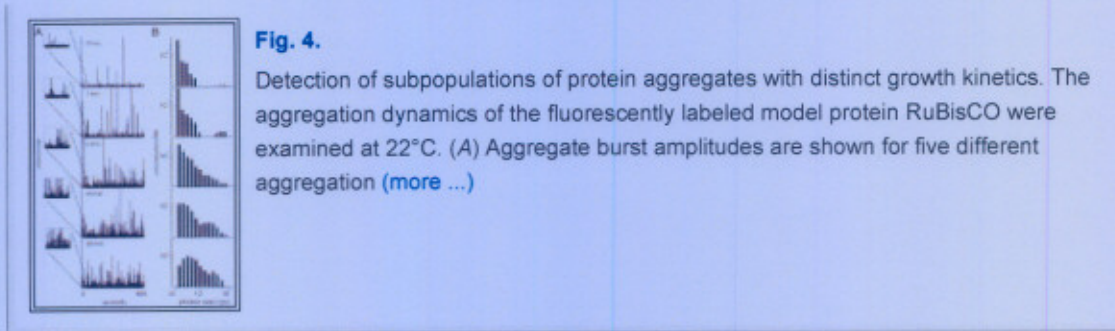 A
B
Fig. 4.
Detection of subpopulations of protein aggregates with distinct growth kinetics. The
aggregation dynamics of the fluorescently labeled model protein RuBisCO were
examined at 22°C. (A) Aggregate burst amplitudes are shown for five different
aggregation (more ...)